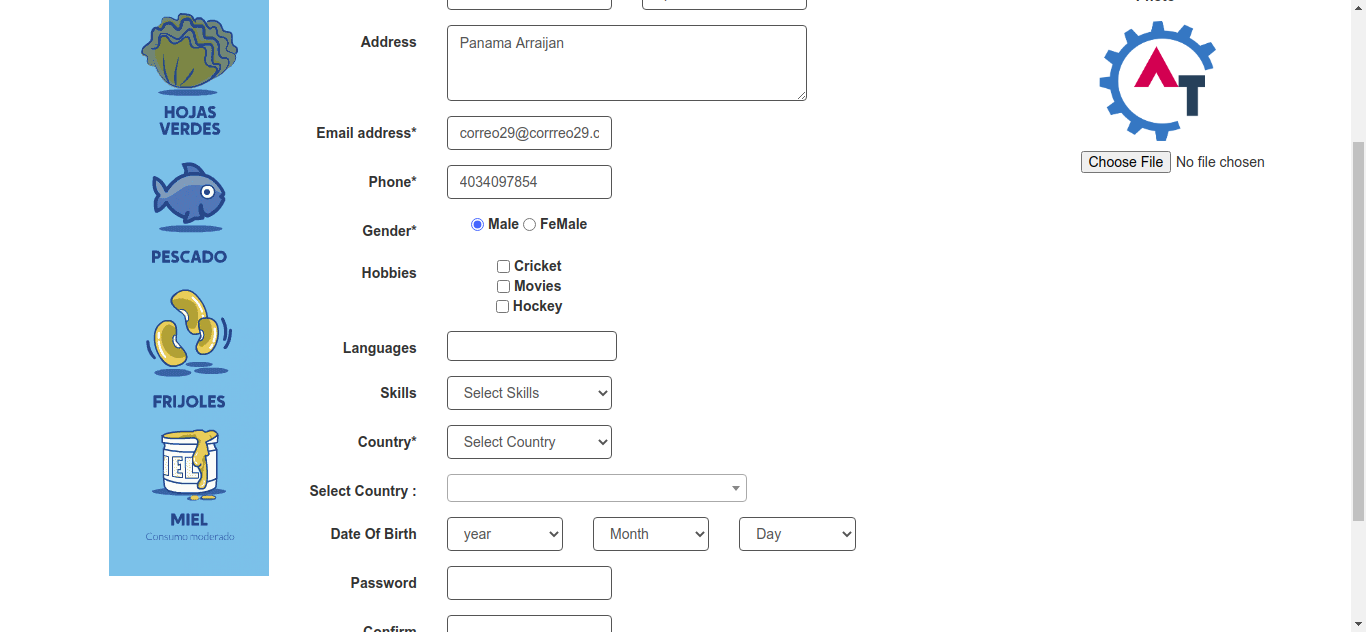 HOJAS
VERDES
PESCADO
FRIJOLES
IEL
MIEL
Consumo moderado
Address
Panama Arraijan
Email address*
correo29@corrreo29.c
Phone*
4034097854
Gender*
Male FeMale
Hobbies
Cricket
Movies
Hockey
Languages
Skills
Select Skills
Country*
Select Country
Select Country :
Date Of Birth
year Month Day
Password
AT
Choose File No file chosen